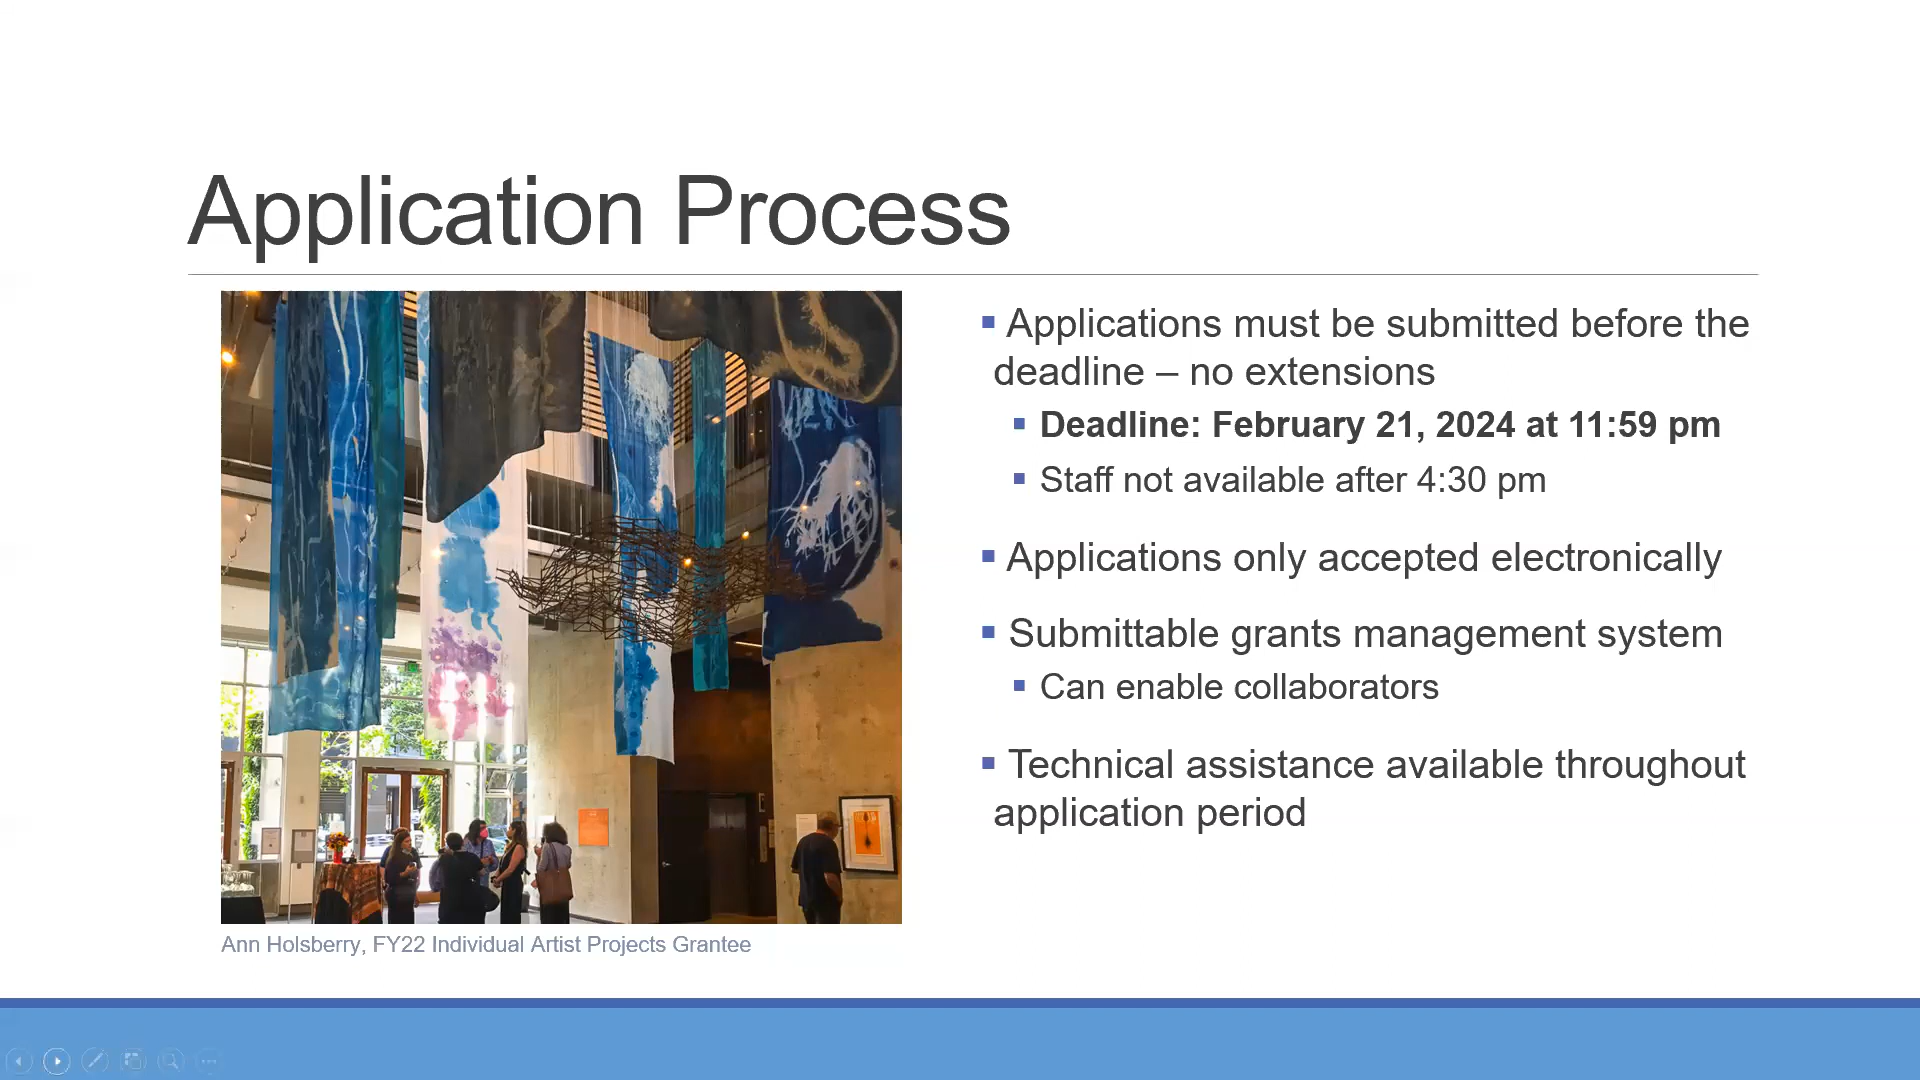 Application Process
Applications must be submitted before the
deadline – no extensions
Deadline: February 21, 2024 at 11:59 pm
Staff not available after 4:30 pm
Applications only accepted electronically
Submittable grants management system
Can enable collaborators
Technical assistance available throughout
application period
Ann Holsberry, FY22 Individual Artist Projects Grantee